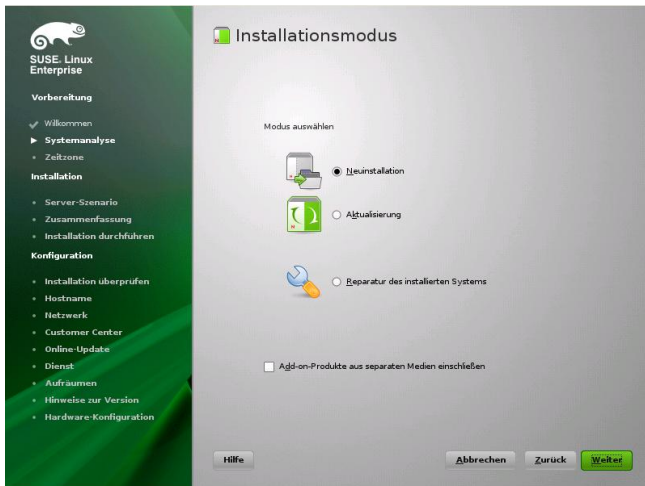 SUSE. Linux
Enterprise
Vorbereitung
Willkommen
Systemanalyse
Zeitzone
Installation
Server-Szenario
Zusammenfassung
Installation durchführen
Konfiguration
Installation überprüfen
Hostname
Netzwerk
Customer Center
Online-Update
Dienst
Aufräumen
Hinweise zur Version
Hardware-Konfiguration
Installationsmodus
Modus auswählen
Neuinstallation
Aktualisierung
Reparatur des installierten Systems
Add-on-Produkte aus separaten Medien einschließen
Hilfe
Abbrechen
Zurück
Weiter